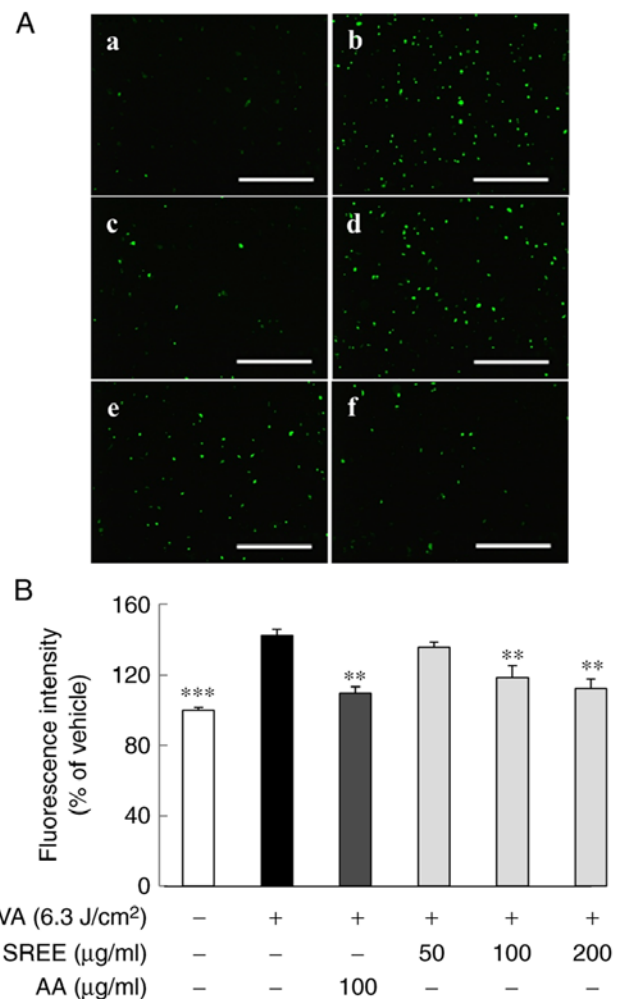 A
a
b
c
d
e
f
B
160
120
80
40
0
Fluorescence intensity
(% of vehicle)
***
**
**
**
VA (6.3 J/cm²) – + + + + +
SREE (μg/ml) – – – 50 100 200
AA (μg/ml) – – 100 – – –